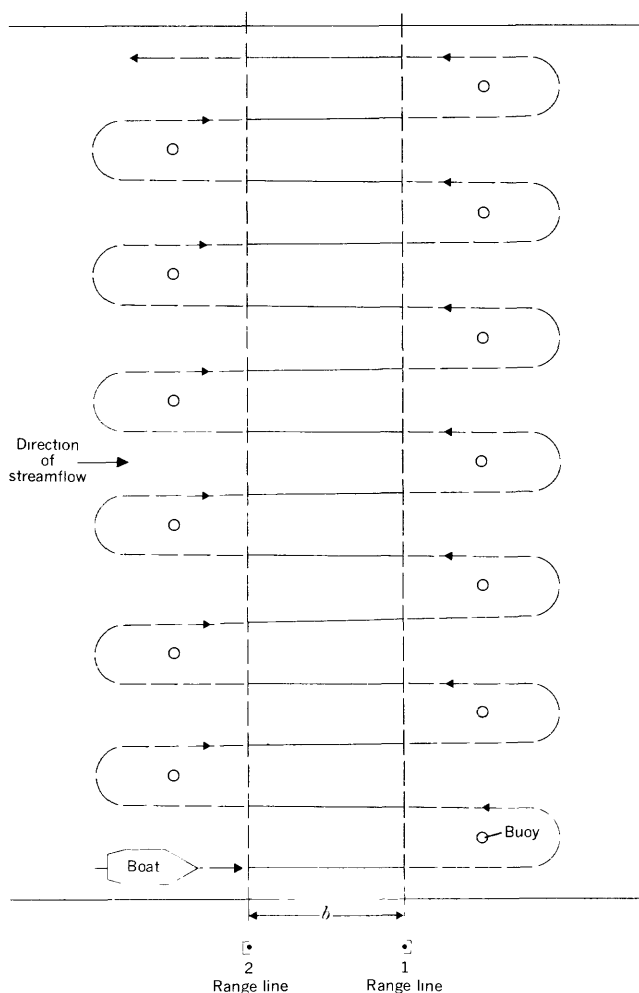 Direction
of
streamflow
Buoy
Boat
b
2
Range line
1
Range line